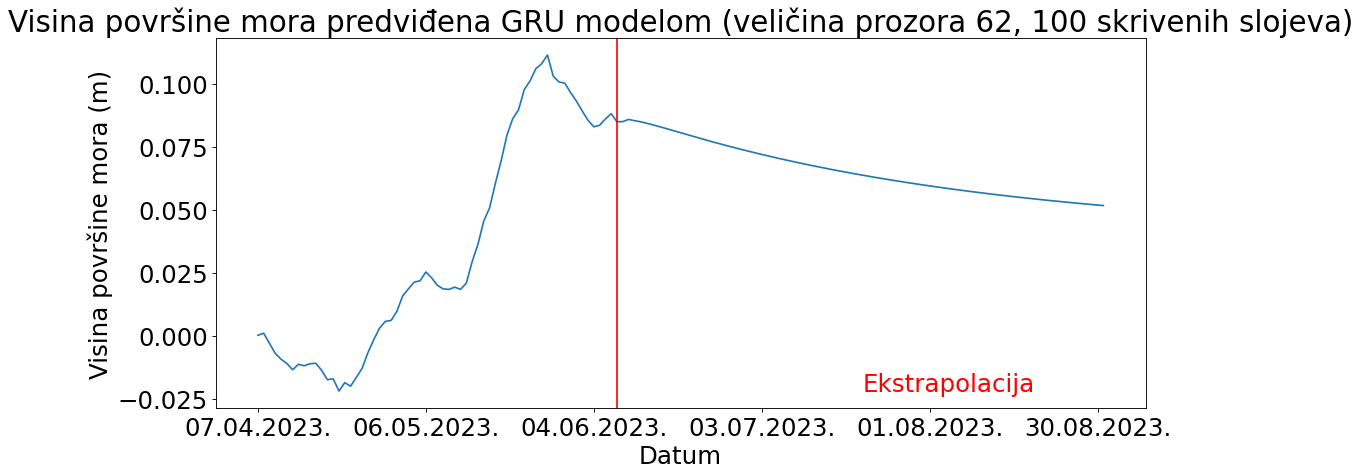 Visina površine mora predviđena GRU modelom (veličina prozora 62, 100 skrivenih slojeva)
Visina površine mora (m)
0.100
0.075
0.050
0.025
0.000
−0.025
Ekstrapolacija
07.04.2023. 06.05.2023. 04.06.2023. 03.07.2023. 01.08.2023. 30.08.2023.
Datum